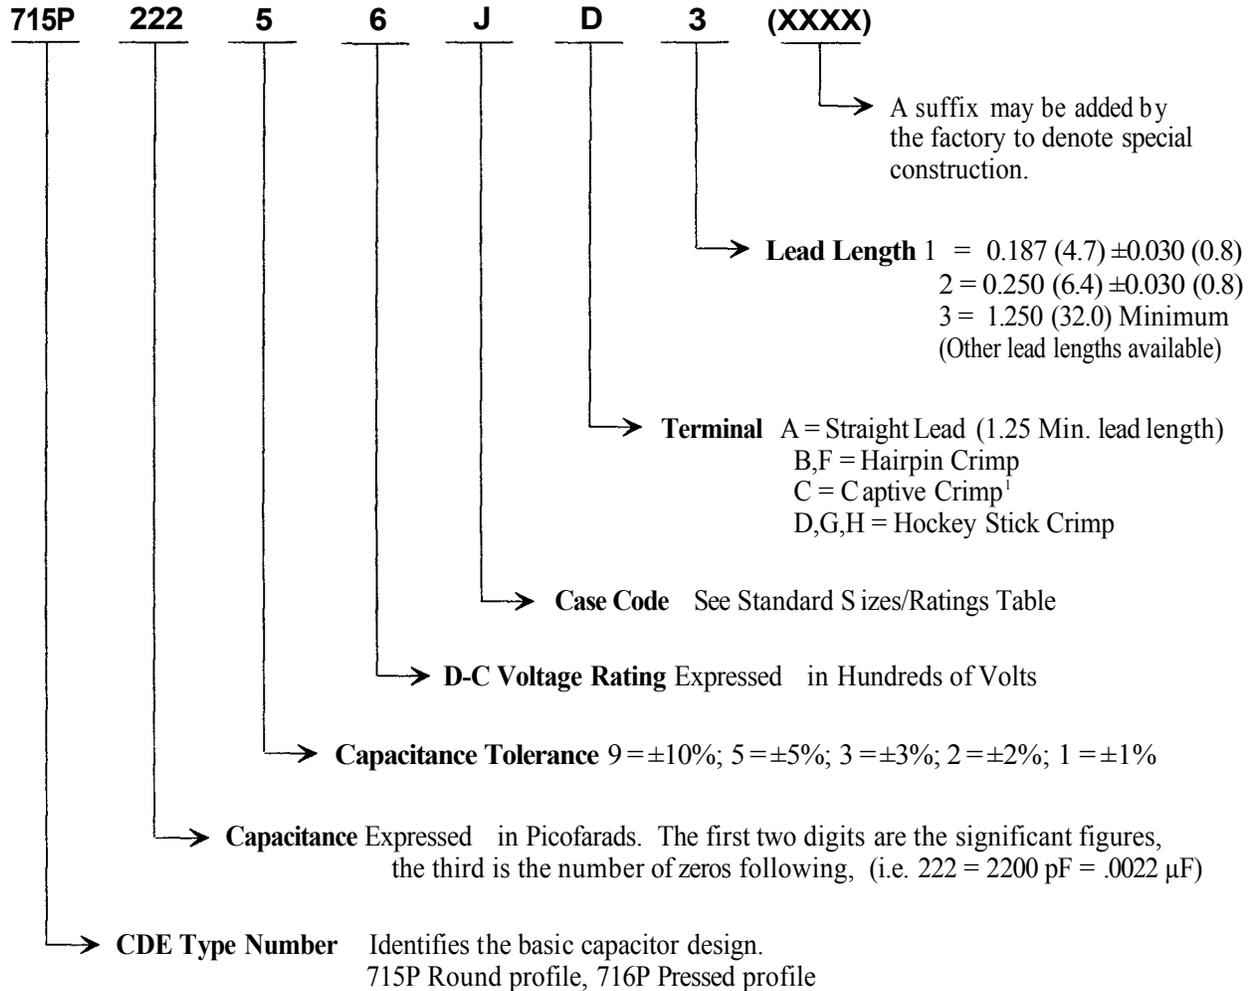 715P 222 5 6 J D 3 (XXXX)
A suffix may be added by
the factory to denote special
construction.
Lead Length 1 = 0.187 (4.7) ±0.030 (0.8)
2 = 0.250 (6.4) ±0.030 (0.8)
3 = 1.250 (32.0) Minimum
(Other lead lengths available)
Terminal A = Straight Lead (1.25 Min. lead length)
B,F = Hairpin Crimp
C = Captive Crimp¹
D,G,H = Hockey Stick Crimp
Case Code See Standard Sizes/Ratings Table
D-C Voltage Rating Expressed in Hundreds of Volts
Capacitance Tolerance 9 = ±10%; 5 = ±5%; 3 = ±3%; 2 = ±2%; 1 = ±1%
Capacitance Expressed in Picofarads. The first two digits are the significant figures,
the third is the number of zeros following, (i.e. 222 = 2200 pF = .0022 µF)
CDE Type Number Identifies the basic capacitor design.
715P Round profile, 716P Pressed profile